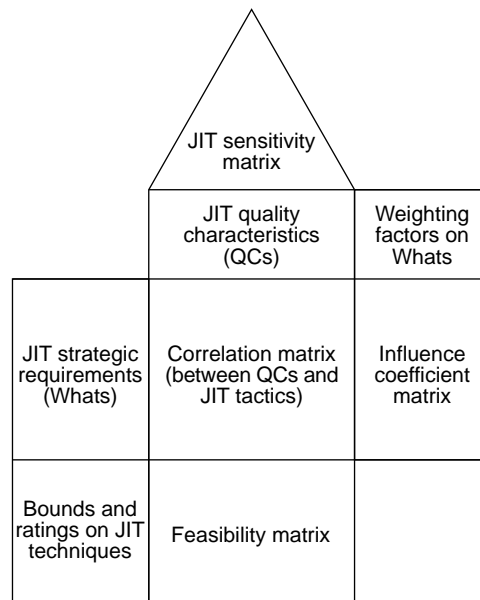 JIT sensitivity
matrix
JIT quality
characteristics
(QCs)
Weighting
factors on
Whats
JIT strategic
requirements
(Whats)
Correlation matrix
(between QCs and
JIT tactics)
Influence
coefficient
matrix
Bounds and
ratings on JIT
techniques
Feasibility matrix